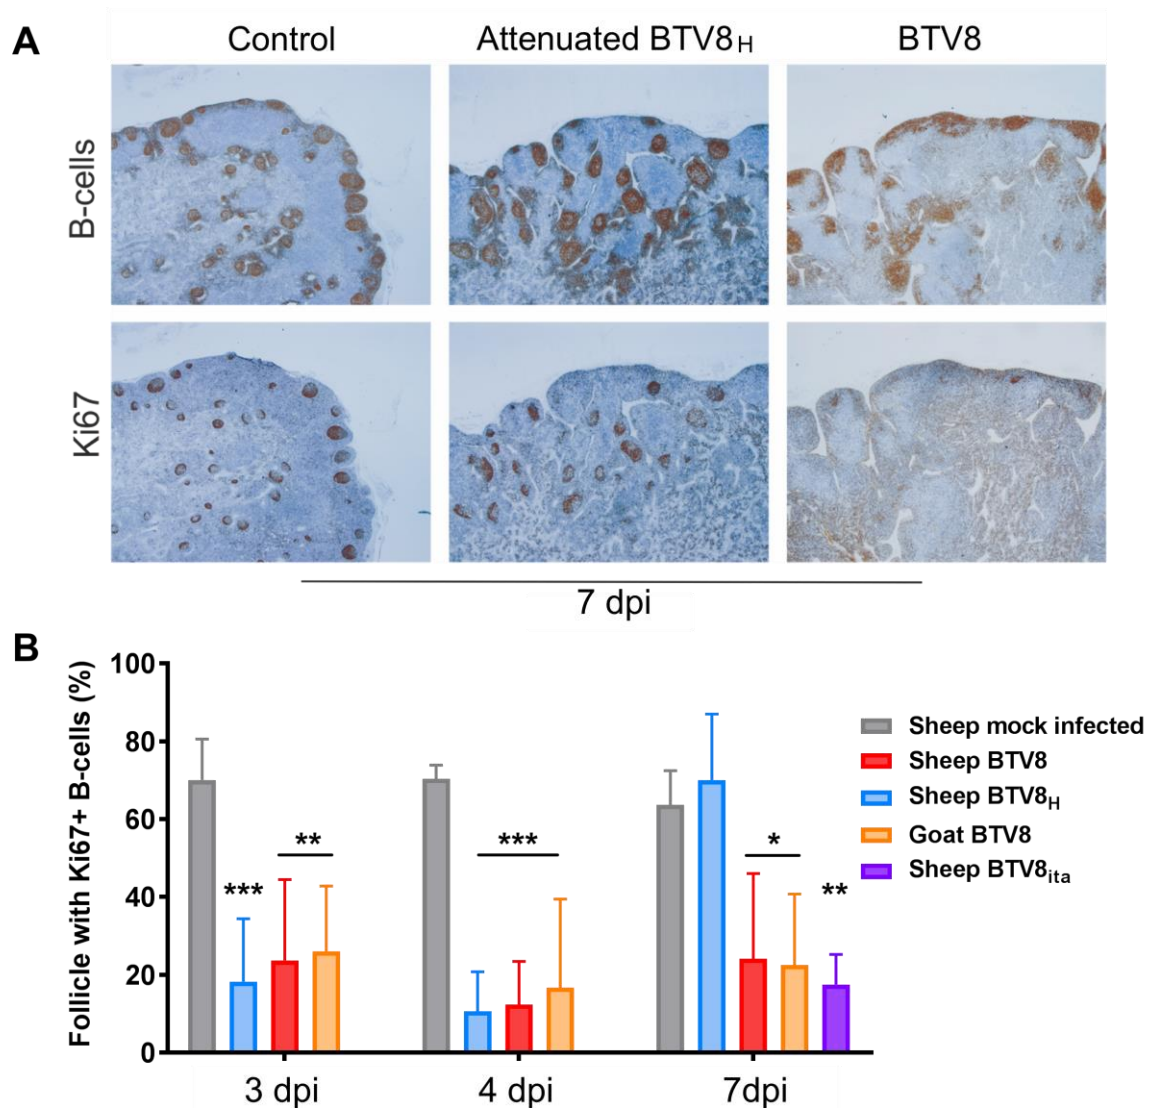 A
Control Attenuated BTV8H BTV8
B-cells
Ki67
7 dpi
B
Follicle with Ki67+ B-cells (%)
100
80
60
40
20
0
*** ** *** * **
3 dpi 4 dpi 7dpi
Sheep mock infected
Sheep BTV8
Sheep BTV8H
Goat BTV8
Sheep BTV8ita